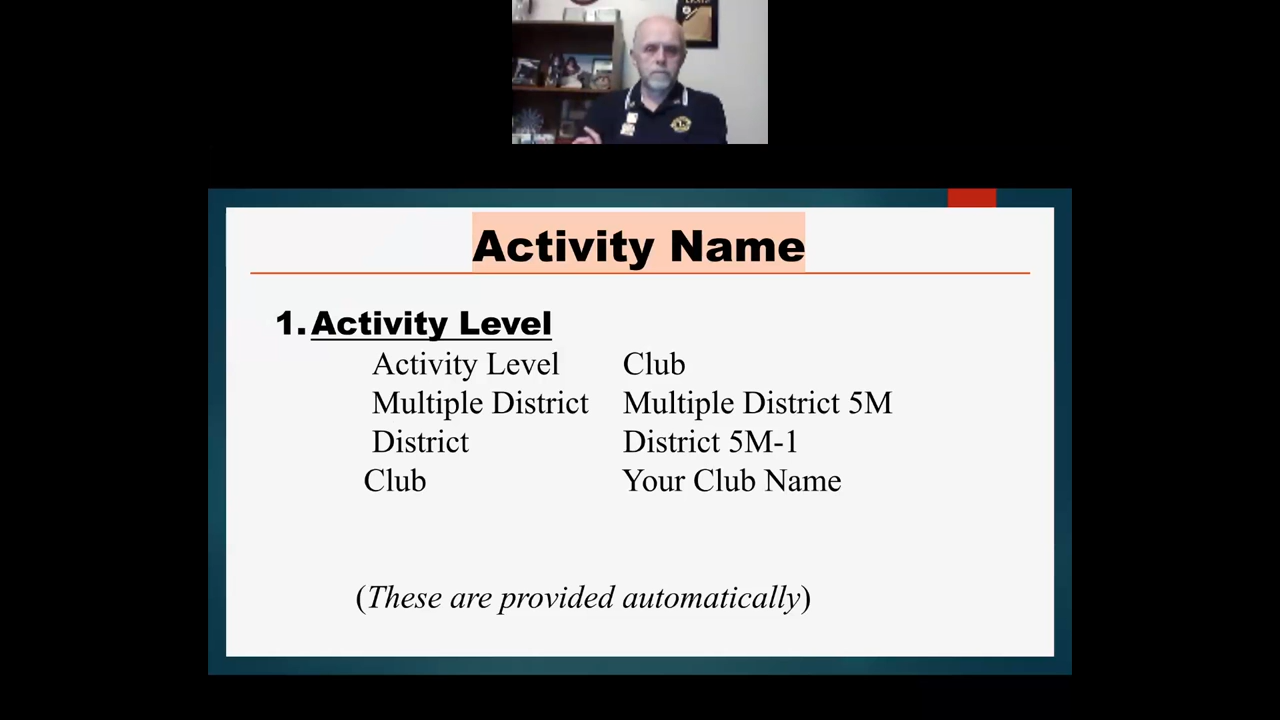 Activity Name
1. Activity Level
Activity Level Club
Multiple District Multiple District 5M
District District 5M-1
Club Your Club Name
(These are provided automatically)